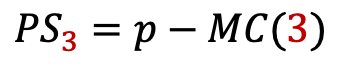 PS₃ = p − MC(3)